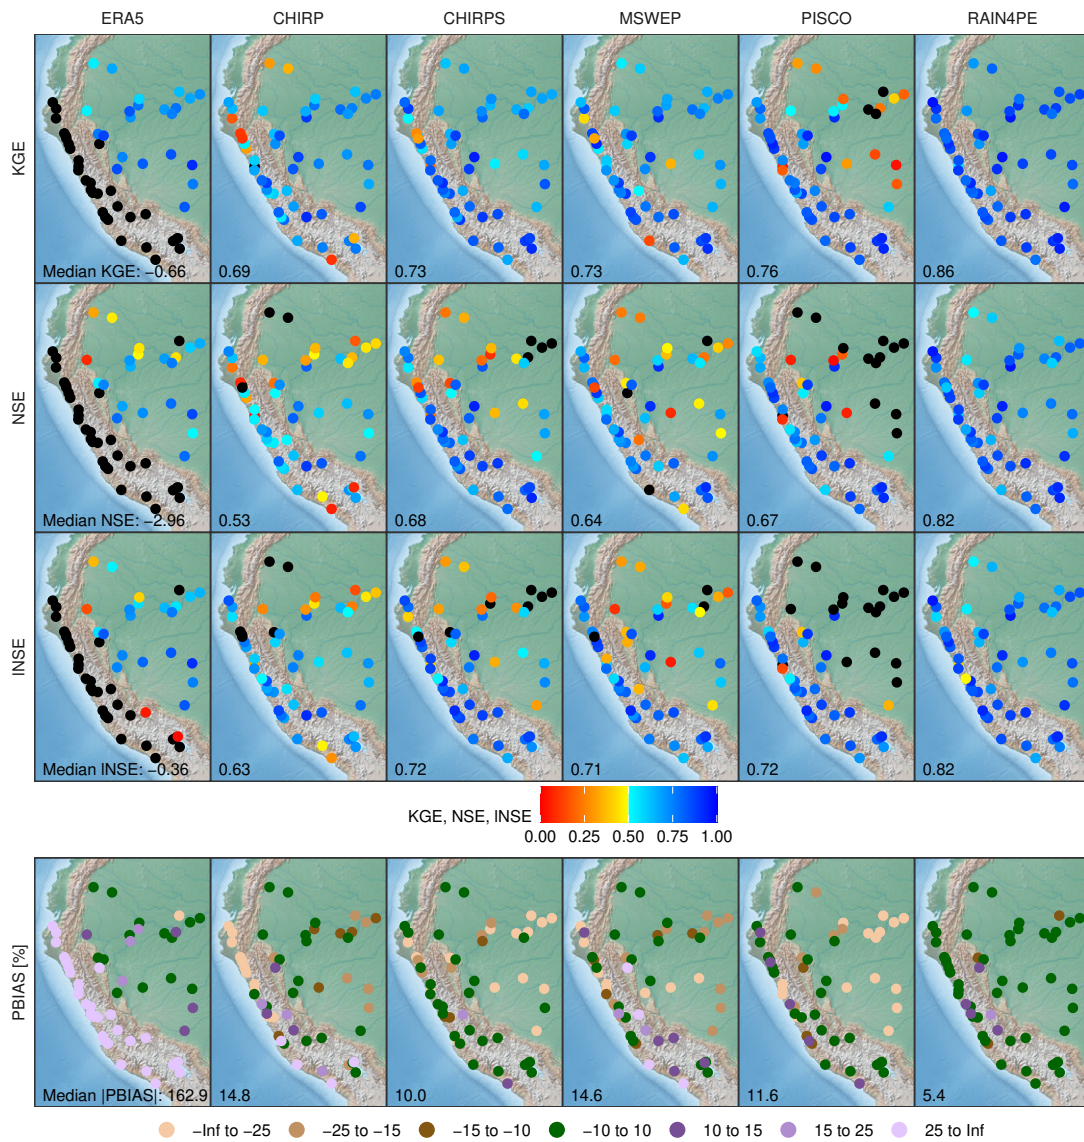 ERA5 CHIRP CHIRPS MSWEP PISCO RAIN4PE
KGE
Median KGE: −0.66 0.69 0.73 0.73 0.76 0.86
NSE
Median NSE: −2.96 0.53 0.68 0.64 0.67 0.82
lNSE
Median lNSE: −0.36 0.63 0.72 0.71 0.72 0.82
KGE, NSE, lNSE
0.00 0.25 0.50 0.75 1.00
PBIAS [%]
Median |PBIAS|: 162.9 14.8 10.0 14.6 11.6 5.4
−Inf to −25 −25 to −15 −15 to −10 −10 to 10 10 to 15 15 to 25 25 to Inf